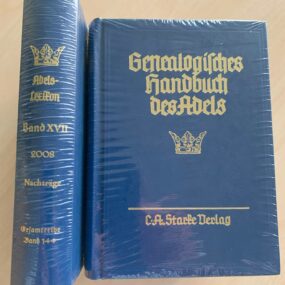 Adels-
Lexikon
Band XVII
2008
Nachträge
Gesamtreihe
Band 144
Genealogisches
Handbuch
des Adels
C.A. Starke Verlag